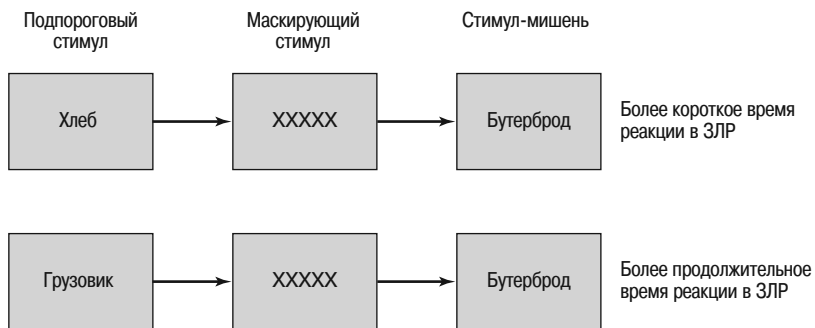 Подпороговый
стимул
Маскирующий
стимул
Стимул-мишень
Хлеб
XXXXX
Бутерброд
Более короткое время
реакции в ЗЛР
Грузовик
XXXXX
Бутерброд
Более продолжительное
время реакции в ЗЛР